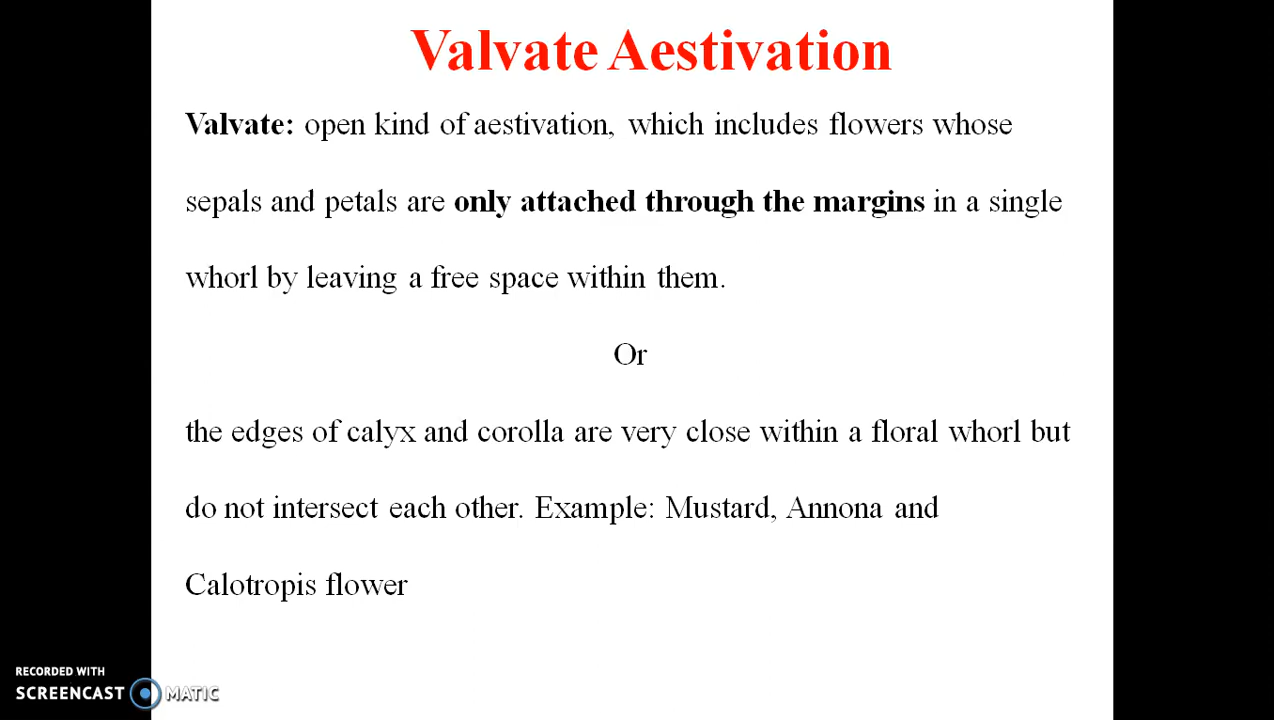 Valvate Aestivation
Valvate: open kind of aestivation, which includes flowers whose
sepals and petals are only attached through the margins in a single
whorl by leaving a free space within them.
Or
the edges of calyx and corolla are very close within a floral whorl but
do not intersect each other. Example: Mustard, Annona and
Calotropis flower
RECORDED WITH
SCREENCAST MATIC